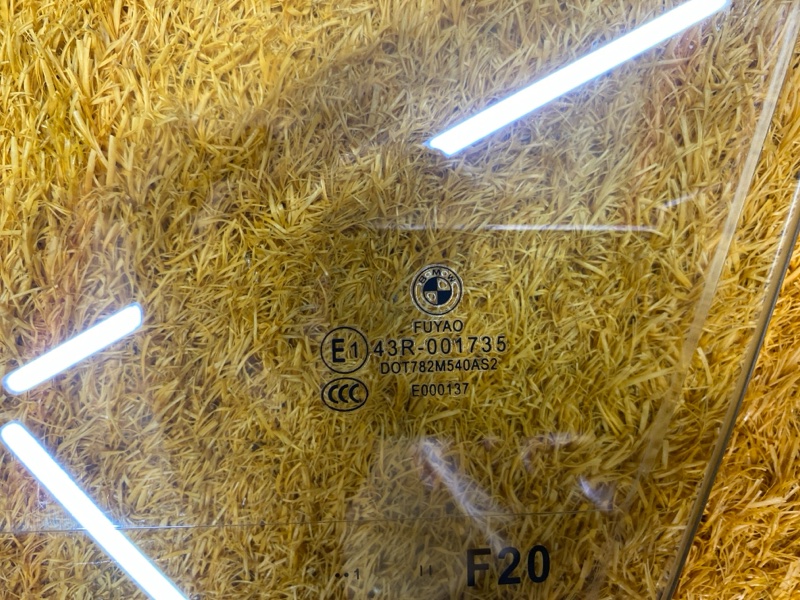 BMW
FUYAO
E1 43R-001735
DOT782M540AS2
CCC E000137
F20